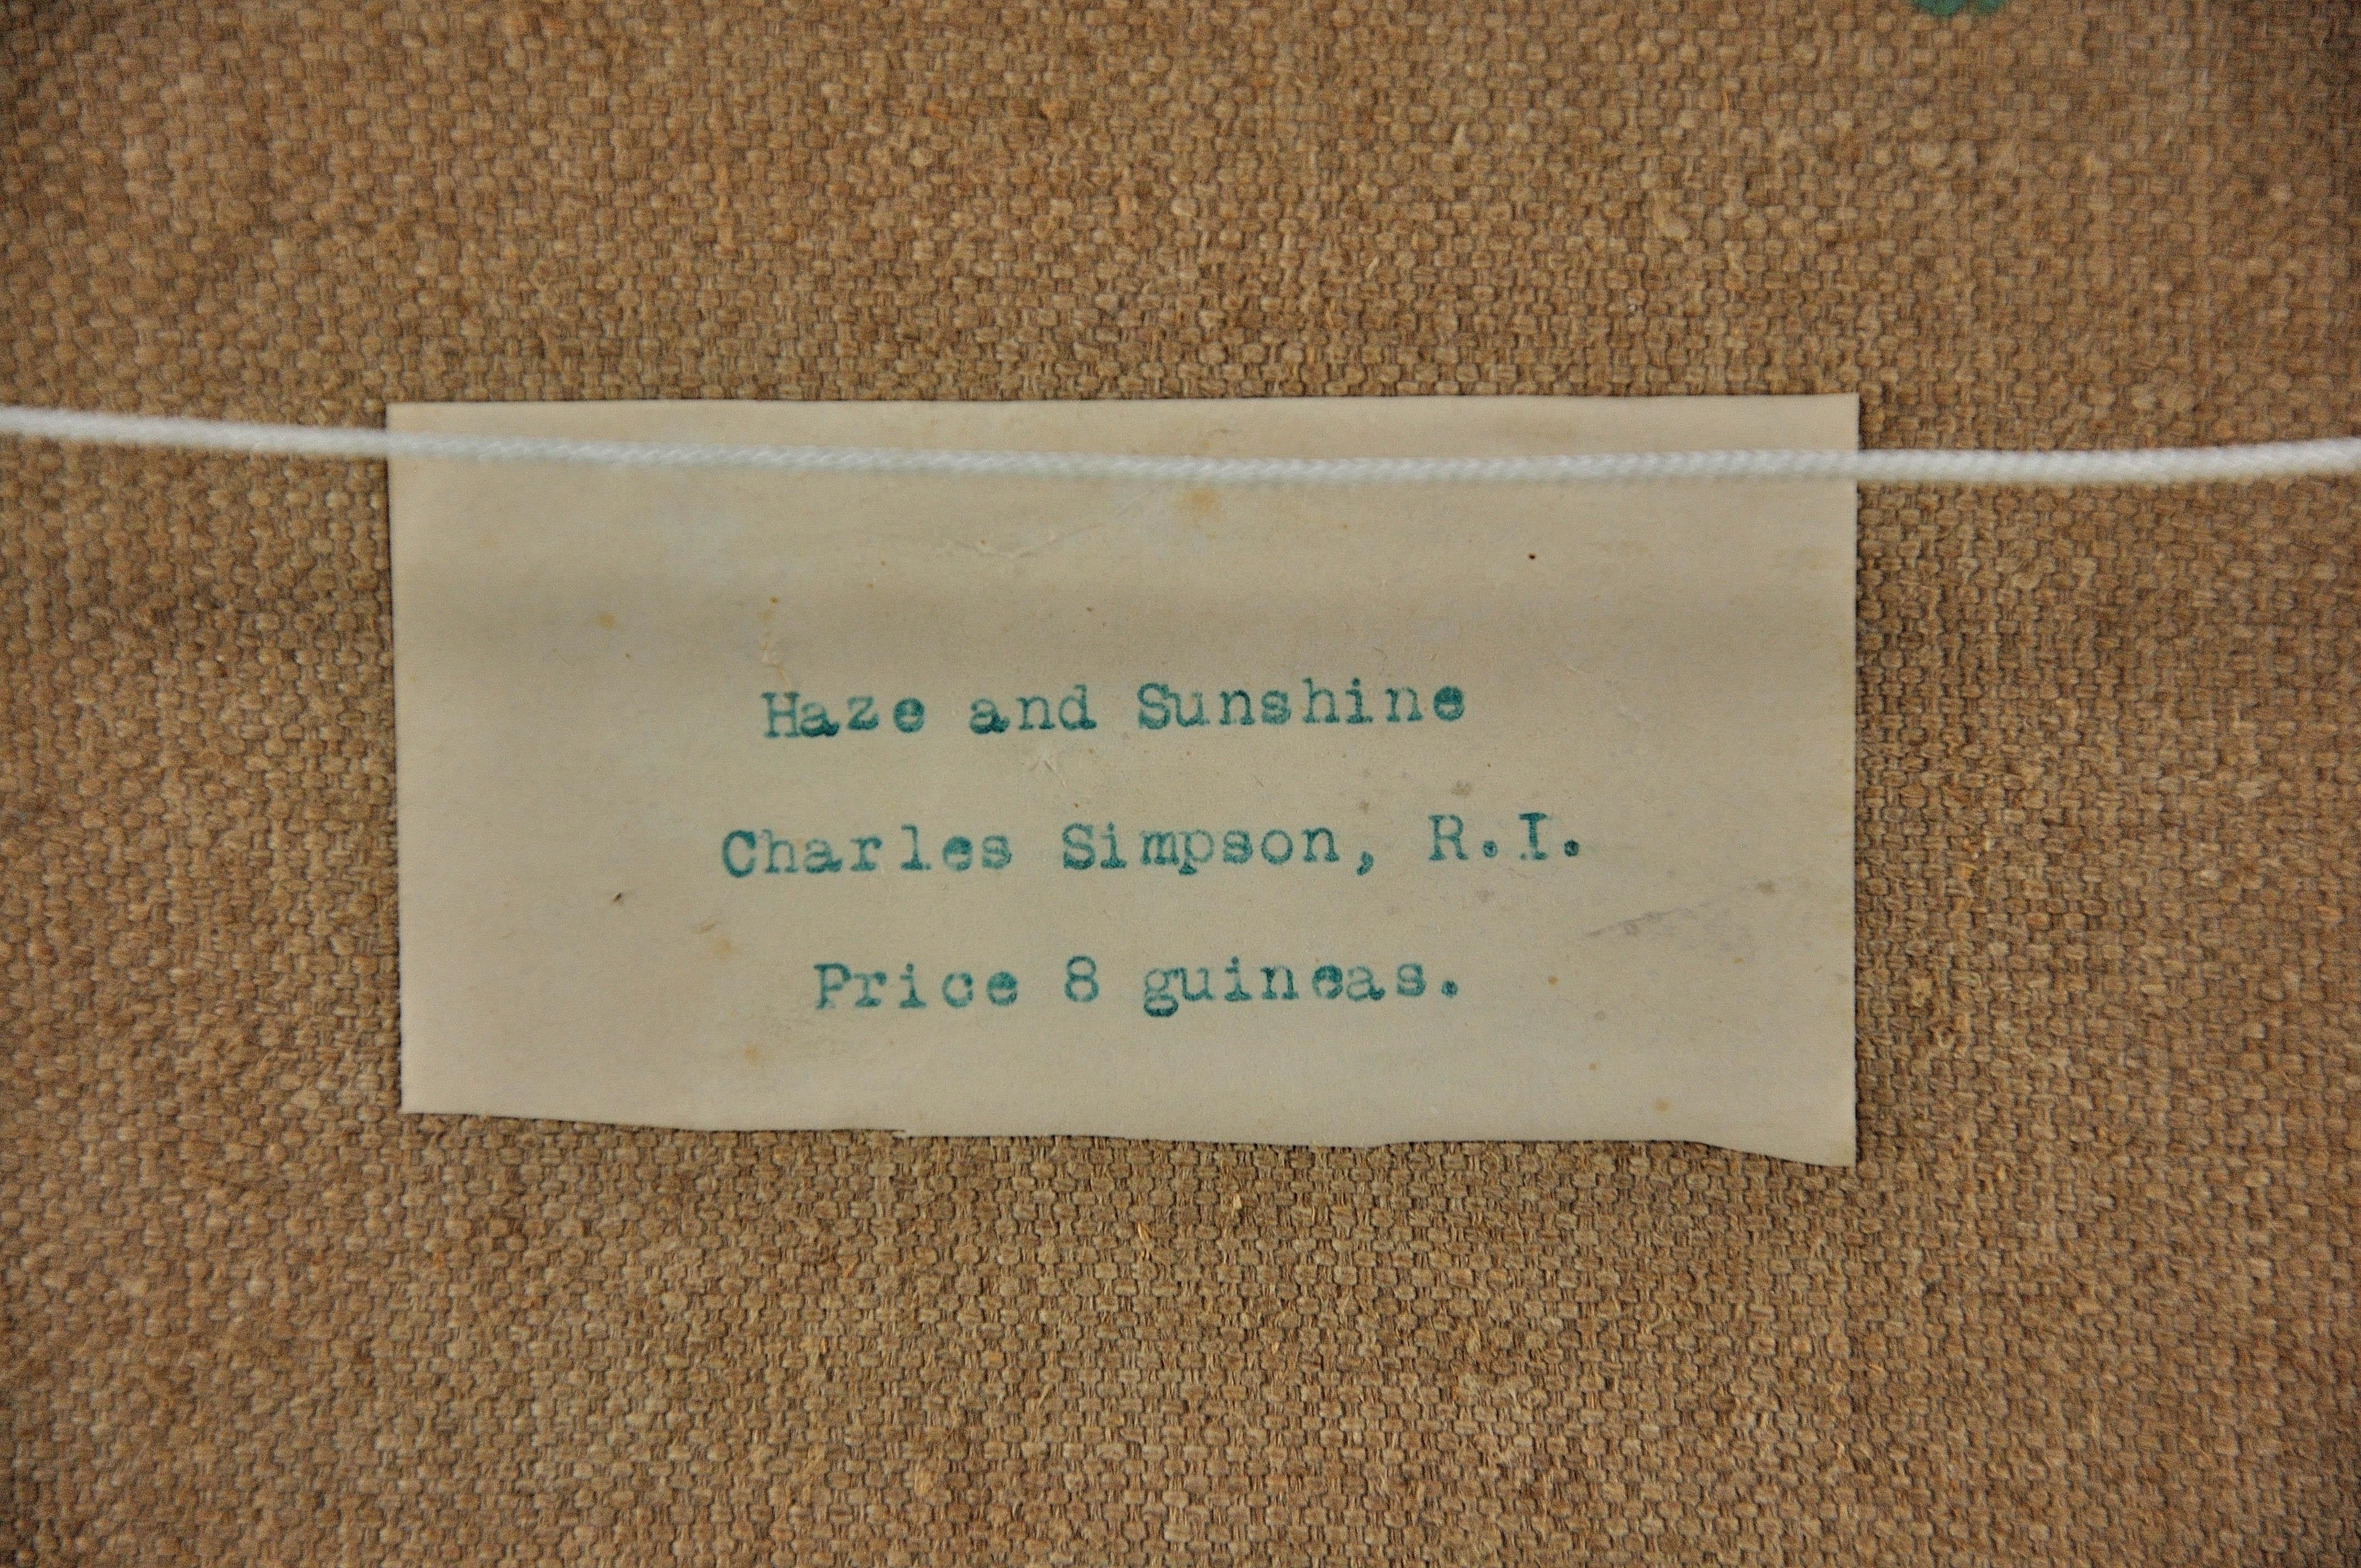 Haze and Sunshine
Charles Simpson, R.I.
Price 8 guineas.